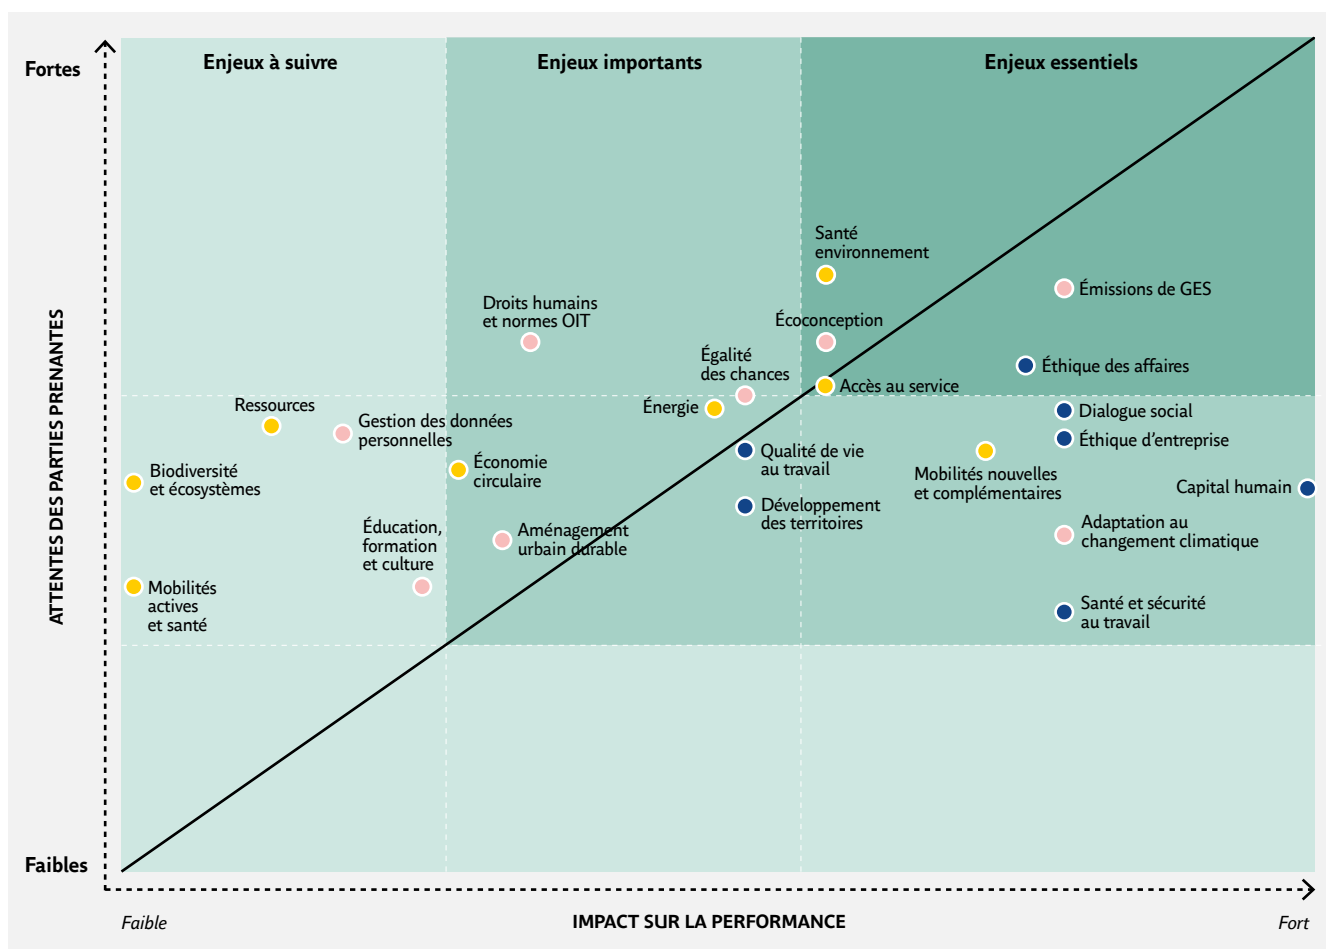 Fortes
Enjeux à suivre
Enjeux importants
Enjeux essentiels
Santé
environnement
Émissions de GES
Droits humains
et normes OIT
Écoconception
Égalité
des chances
Éthique des affaires
Accès au service
Ressources
Énergie
Dialogue social
Gestion des données
personnelles
Éthique d'entreprise
Qualité de vie
au travail
Économie
circulaire
Biodiversité
et écosystèmes
Mobilités nouvelles
et complémentaires
Capital humain
Développement
des territoires
Éducation,
formation
et culture
Aménagement
urbain durable
Adaptation au
changement climatique
Mobilités
actives
et santé
Santé et sécurité
au travail
ATTENTES DES PARTIES PRENANTES
Faibles
Faible
IMPACT SUR LA PERFORMANCE
Fort